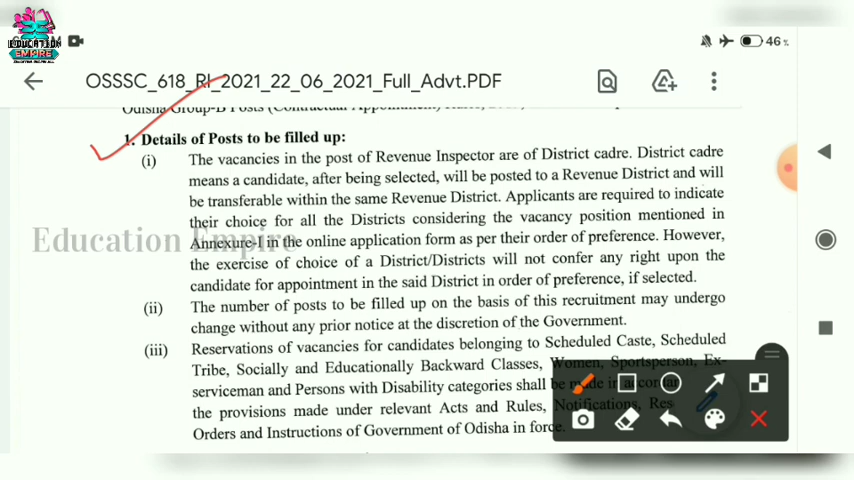 EDUCATION
EMPIRE
46%
OSSSC_618_RI_2021_22_06_2021_Full_Advt.PDF
Odisha Group-B Posts (Contractual Appointment) Rules,
1. Details of Posts to be filled up:
(i) The vacancies in the post of Revenue Inspector are of District cadre. District cadre
means a candidate, after being selected, will be posted to a Revenue District and will
be transferable within the same Revenue District. Applicants are required to indicate
their choice for all the Districts considering the vacancy position mentioned in
Education Empire
Annexure-I in the online application form as per their order of preference. However,
the exercise of choice of a District/Districts will not confer any right upon the
candidate for appointment in the said District in order of preference, if selected.
(ii) The number of posts to be filled up on the basis of this recruitment may undergo
change without any prior notice at the discretion of the Government.
(iii) Reservations of vacancies for candidates belonging to Scheduled Caste, Scheduled
Tribe, Socially and Educationally Backward Classes, Women, Sportsperson, Ex-
serviceman and Persons with Disability categories shall be made in
the provisions made under relevant Acts and Rules, Notifications,
Orders and Instructions of Government of Odisha in force.